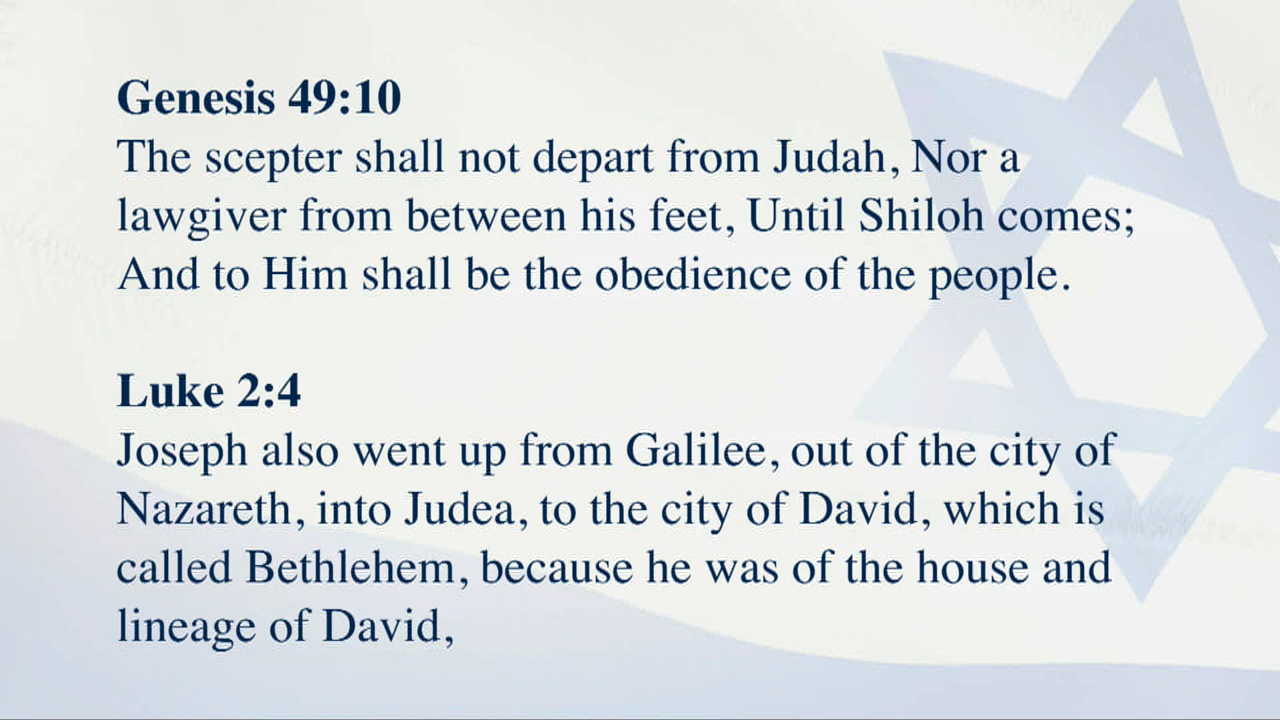 Genesis 49:10
The scepter shall not depart from Judah, Nor a
lawgiver from between his feet, Until Shiloh comes;
And to Him shall be the obedience of the people.
Luke 2:4
Joseph also went up from Galilee, out of the city of
Nazareth, into Judea, to the city of David, which is
called Bethlehem, because he was of the house and
lineage of David,